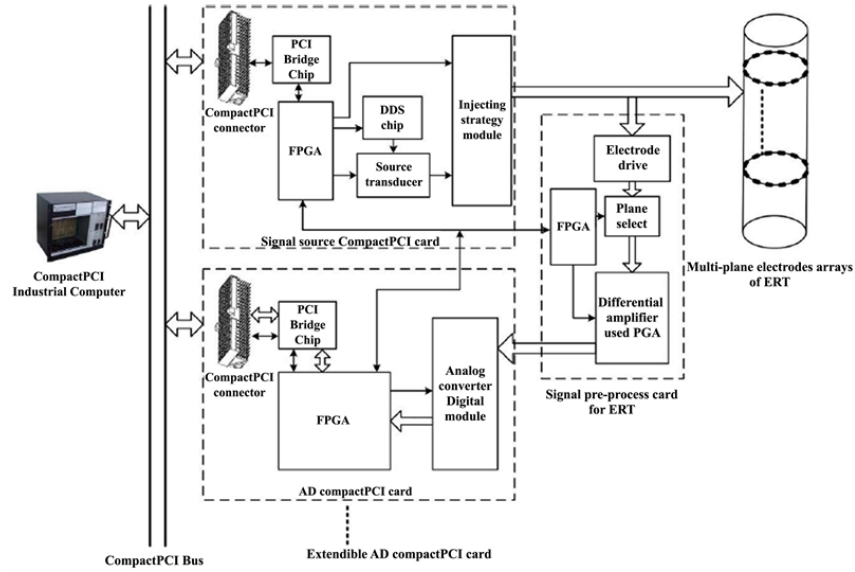 PCI
Bridge
Chip
CompactPCI
connector
FPGA
DDS
chip
Source
transducer
Injecting
strategy
module
Signal source CompactPCI card
Electrode
drive
FPGA
Plane
select
Differential
amplifier
used PGA
Signal pre-process card
for ERT
Multi-plane electrodes arrays
of ERT
CompactPCI
Industrial Computer
PCI
Bridge
Chip
CompactPCI
connector
FPGA
Analog
converter
Digital
module
AD compactPCI card
Extendible AD compactPCI card
CompactPCI Bus